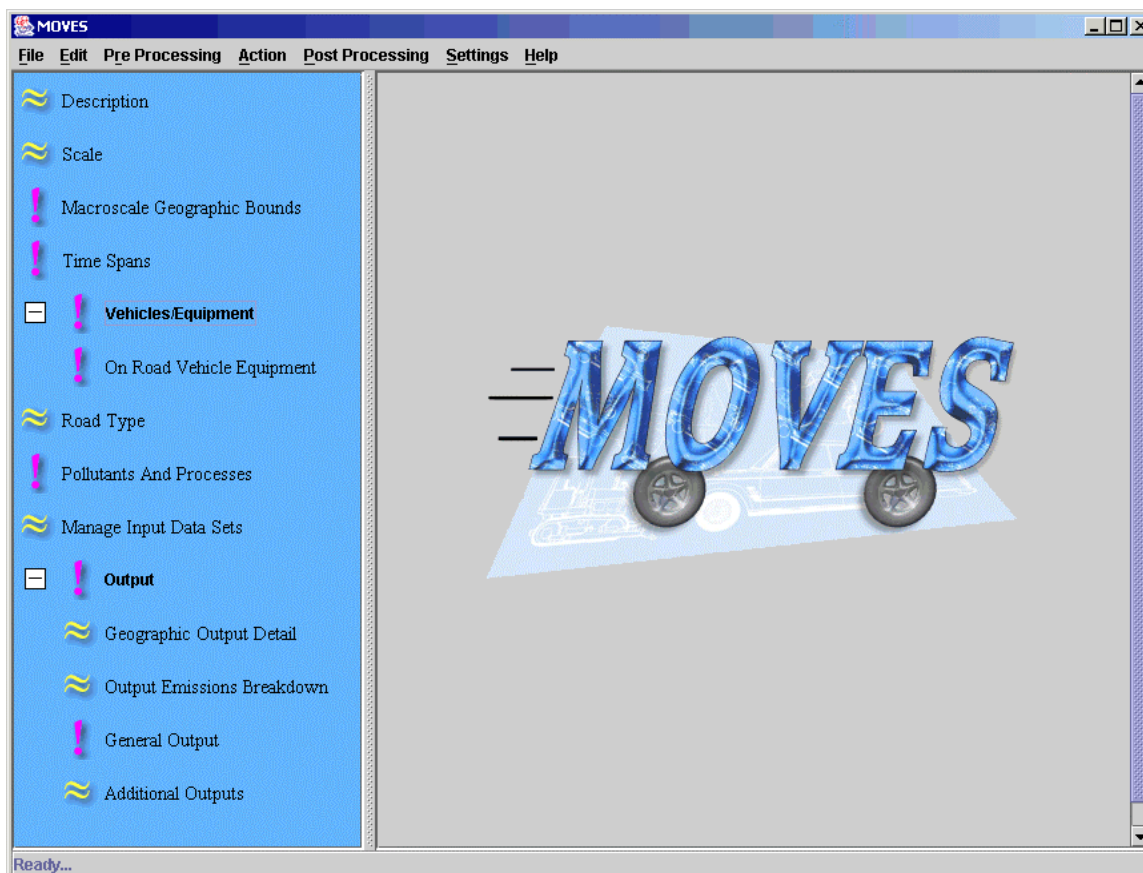 MOVES
File Edit Pre Processing Action Post Processing Settings Help
Description
Scale
Macroscale Geographic Bounds
Time Spans
Vehicles/Equipment
On Road Vehicle Equipment
Road Type
Pollutants And Processes
Manage Input Data Sets
Output
Geographic Output Detail
Output Emissions Breakdown
General Output
Additional Outputs
MOVES
Ready...